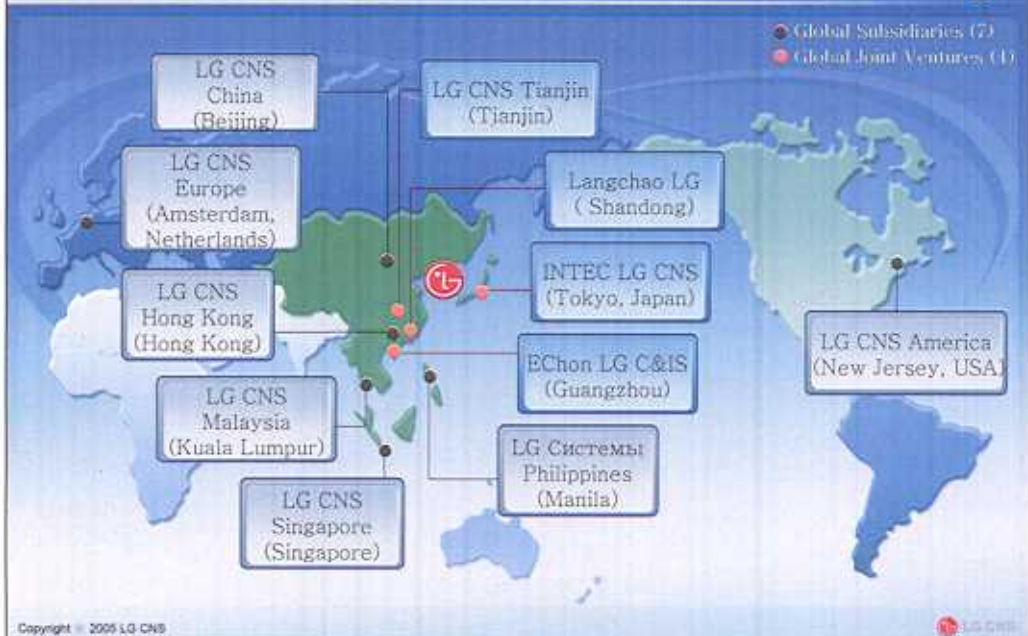 Global Subsidiaries (7)
Global Joint Ventures (4)
LG CNS
China
(Beijing)
LG CNS Tianjin
(Tjanjin)
LG CNS
Europe
(Amsterdam,
Netherlands)
Langchao LG
( Shandong)
LG CNS
Hong Kong
(Hong Kong)
INTEC LG CNS
(Tokyo, Japan)
LG CNS America
(New Jersey, USA)
EChon LG C&IS
(Guangzhou)
LG CNS
Malaysia
(Kuala Lumpur)
LG Системы
Philippines
(Manila)
LG CNS
Singapore
(Singapore)
Copyright © 2005 LG CNS
LG CNS